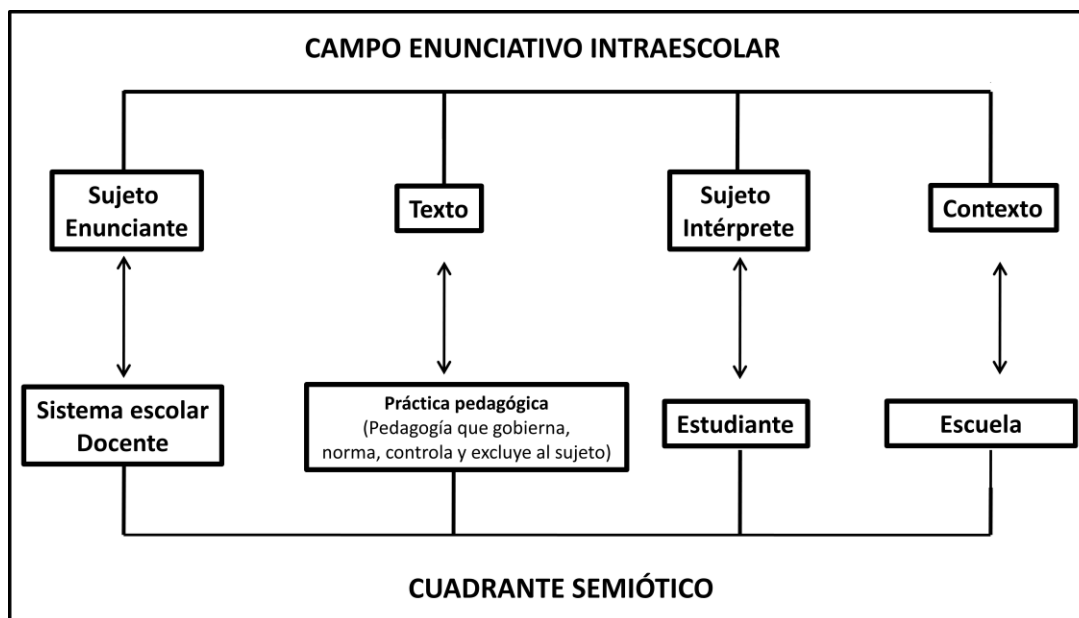 CAMPO ENUNCIATIVO INTRAESCOLAR
Sujeto
Enunciante
Texto
Sujeto
Intérprete
Contexto
Sistema escolar
Docente
Práctica pedagógica
(Pedagogía que gobierna,
norma, controla y excluye al sujeto)
Estudiante
Escuela
CUADRANTE SEMIÓTICO